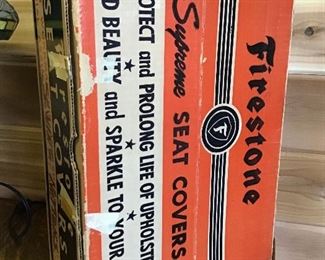 Firestone
F
Supreme SEAT COVERS
OTECT and PROLONG LIFE OF UPHOLST
D BEAUTY and SPARKLE TO YOUR